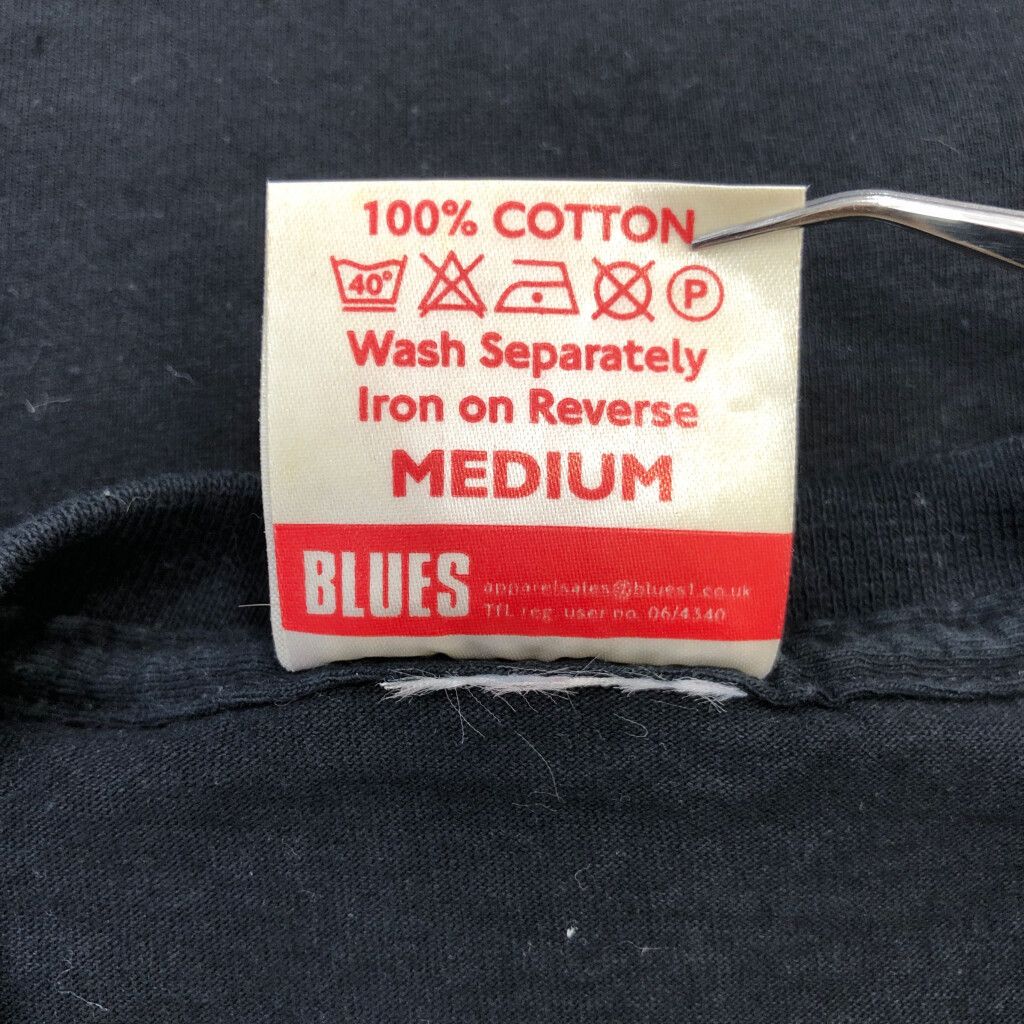 100% COTTON
40° P
Wash Separately
Iron on Reverse
MEDIUM
BLUES apparelsales@blues1.co.uk
TfL reg. user no. 06/4340